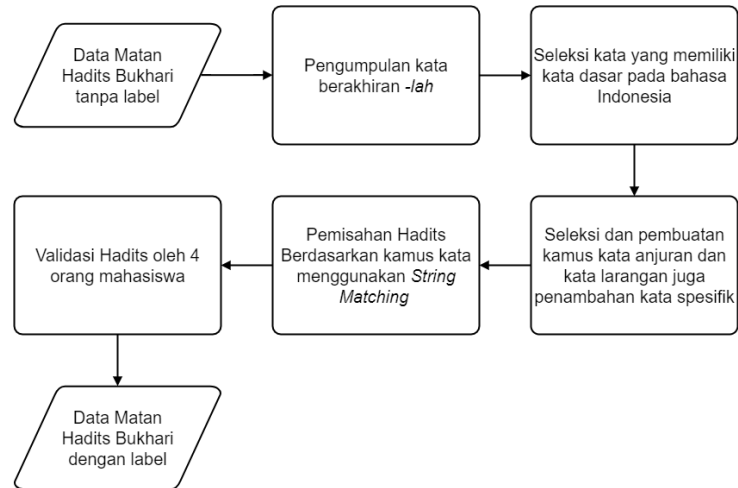 Data Matan
Hadits Bukhari
tanpa label
Pengumpulan kata
berakhiran -lah
Seleksi kata yang memiliki
kata dasar pada bahasa
Indonesia
Seleksi dan pembuatan
kamus kata anjuran dan
kata larangan juga
penambahan kata spesifik
Pemisahan Hadits
Berdasarkan kamus kata
menggunakan String
Matching
Validasi Hadits oleh 4
orang mahasiswa
Data Matan
Hadits Bukhari
dengan label